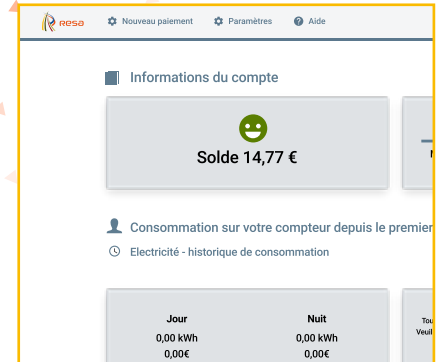 Resa Nouveau paiement Paramètres Aide
Informations du compte
Solde 14,77 €
Consommation sur votre compteur depuis le premier
Electricité - historique de consommation
Jour Nuit
0,00 kWh 0,00 kWh
0,00€ 0,00€